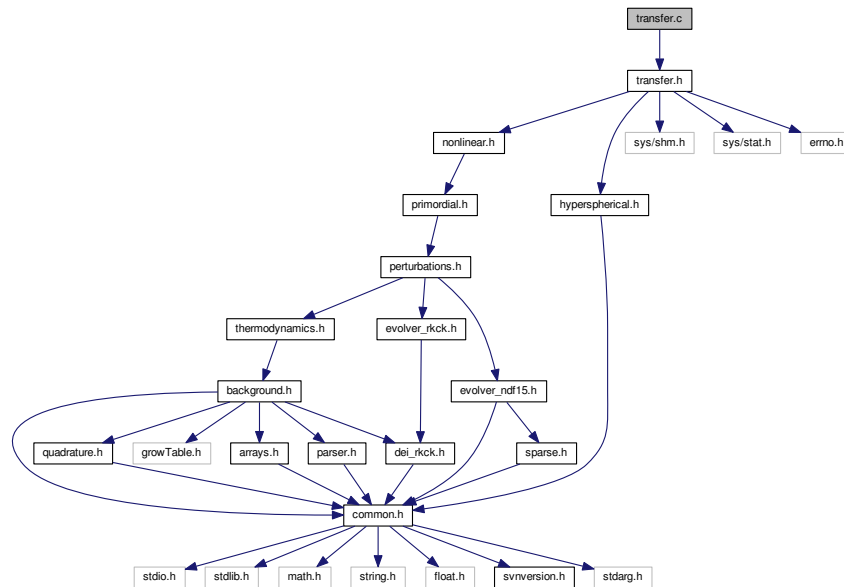 transfer.c
transfer.h
nonlinear.h
sys/shm.h
sys/stat.h
errno.h
primordial.h
hyperspherical.h
perturbations.h
thermodynamics.h
evolver_rkck.h
background.h
evolver_ndf15.h
quadrature.h
growTable.h
arrays.h
parser.h
dei_rkck.h
sparse.h
common.h
stdio.h
stdlib.h
math.h
string.h
float.h
svnversion.h
stdarg.h